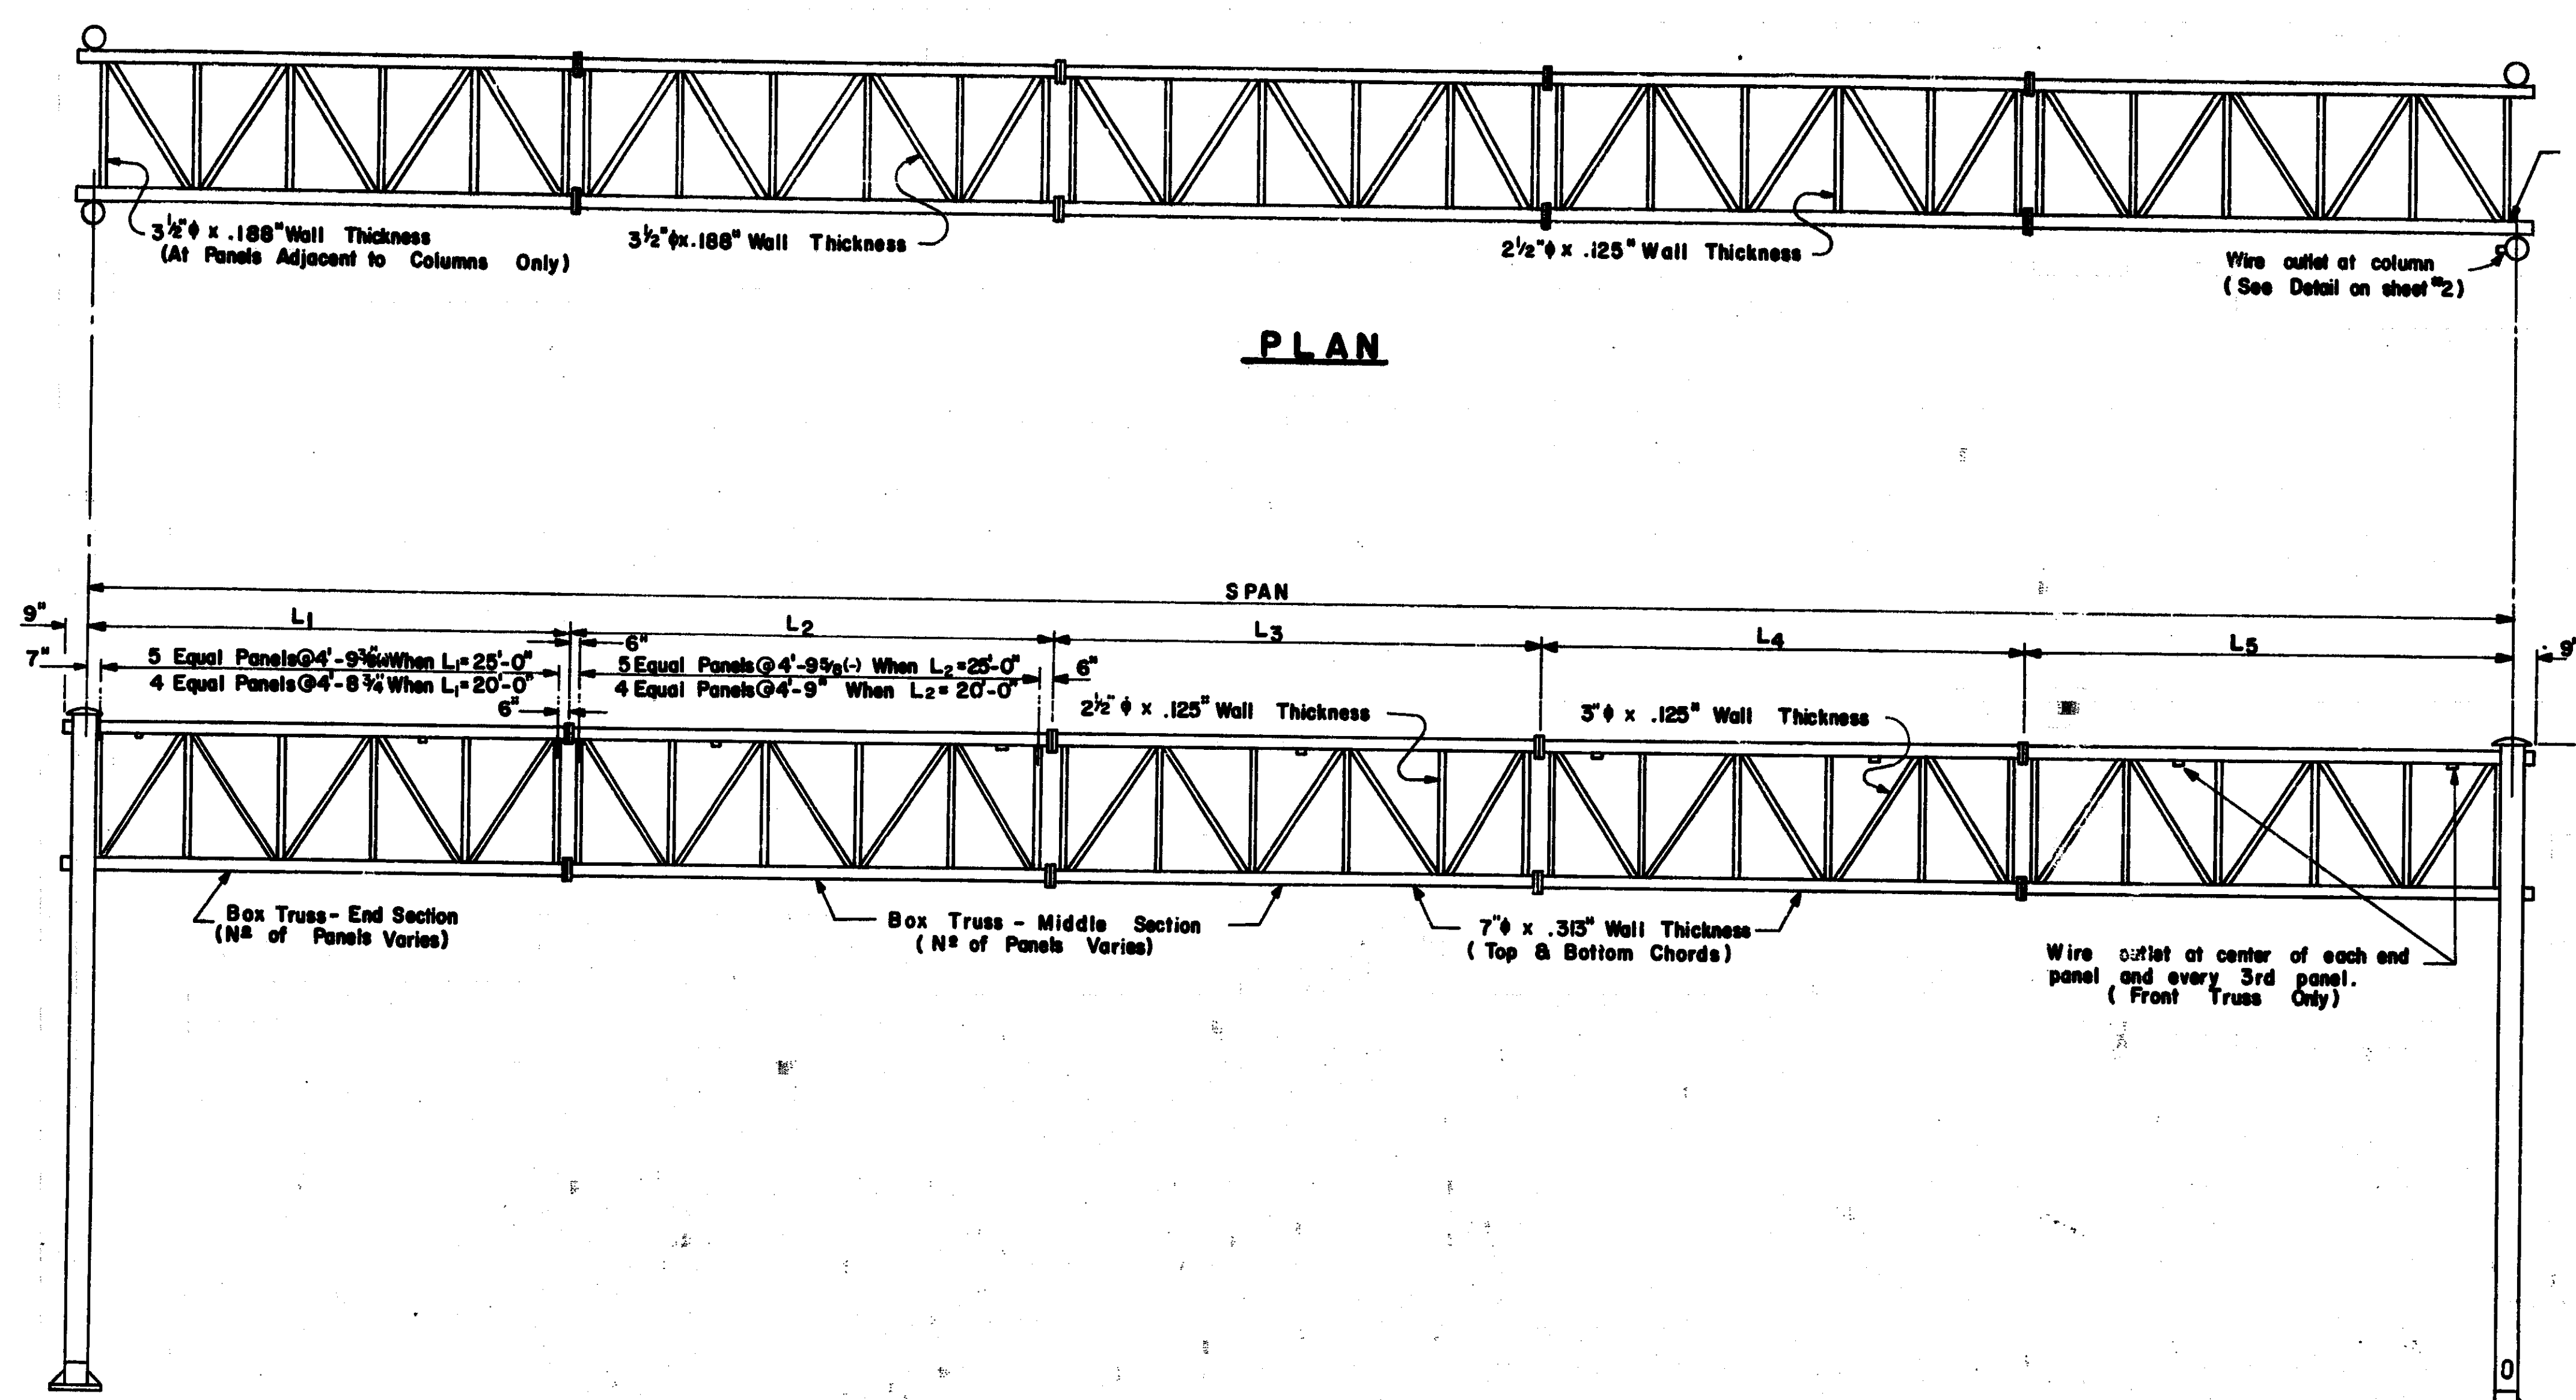 3½"φ x .188" Wall Thickness
(At Panels Adjacent to Columns Only)
3½"φx.188" Wall Thickness
2½"φ x .125" Wall Thickness
Wire outlet at column
(See Detail on sheet #2)
PLAN
SPAN
9"
L1
L2
L3
L4
L5
9"
7"
6"
5 Equal Panels@4'-9⅜" When L1=25'-0"
4 Equal Panels@4'-8¾" When L1=20'-0"
5 Equal Panels@4'-9⅝(-) When L2=25'-0"
4 Equal Panels@4'-9" When L2=20'-0"
6"
6"
2½"φ x .125" Wall Thickness
3"φ x .125" Wall Thickness
Box Truss-End Section
(Nº of Panels Varies)
Box Truss - Middle Section
(Nº of Panels Varies)
7"φ x .313" Wall Thickness
(Top & Bottom Chords)
Wire outlet at center of each end
panel and every 3rd panel.
(Front Truss Only)